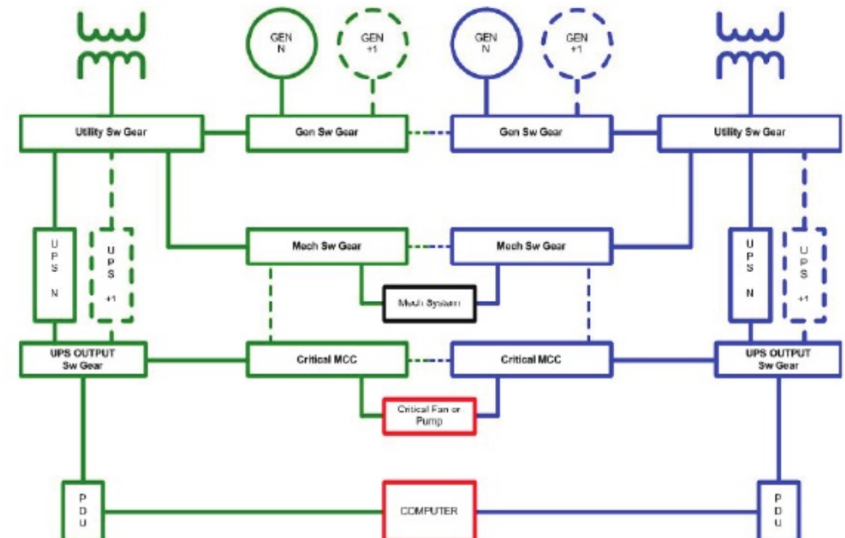 GEN
N
GEN
+1
GEN
N
GEN
+1
Utility Sw Gear
Gen Sw Gear
Gen Sw Gear
Utility Sw Gear
U
P
S
N
U
P
S
+1
Mech Sw Gear
Mech Sw Gear
U
P
S
N
U
P
S
+1
Mech System
UPS OUTPUT
Sw Gear
Critical MCC
Critical MCC
UPS OUTPUT
Sw Gear
Critical Fan or
Pump
P
D
U
COMPUTER
P
D
U